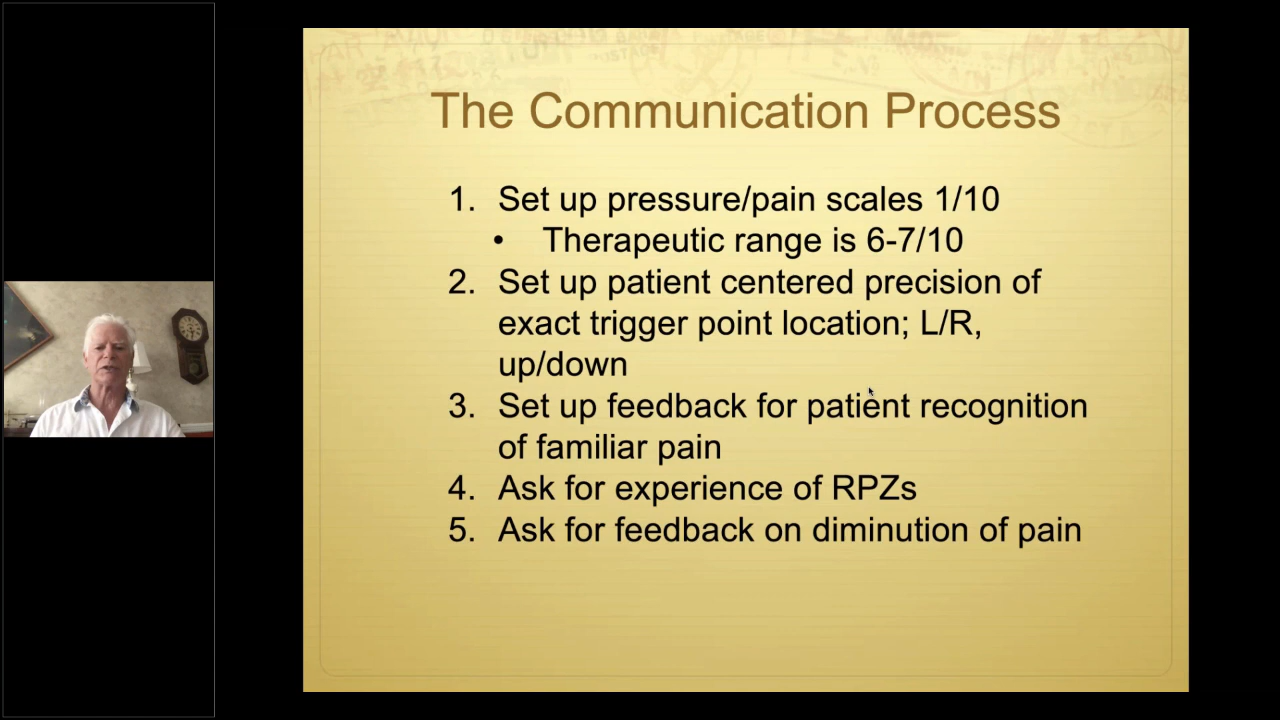 The Communication Process
1. Set up pressure/pain scales 1/10
• Therapeutic range is 6-7/10
2. Set up patient centered precision of
exact trigger point location; L/R,
up/down
3. Set up feedback for patient recognition
of familiar pain
4. Ask for experience of RPZs
5. Ask for feedback on diminution of pain